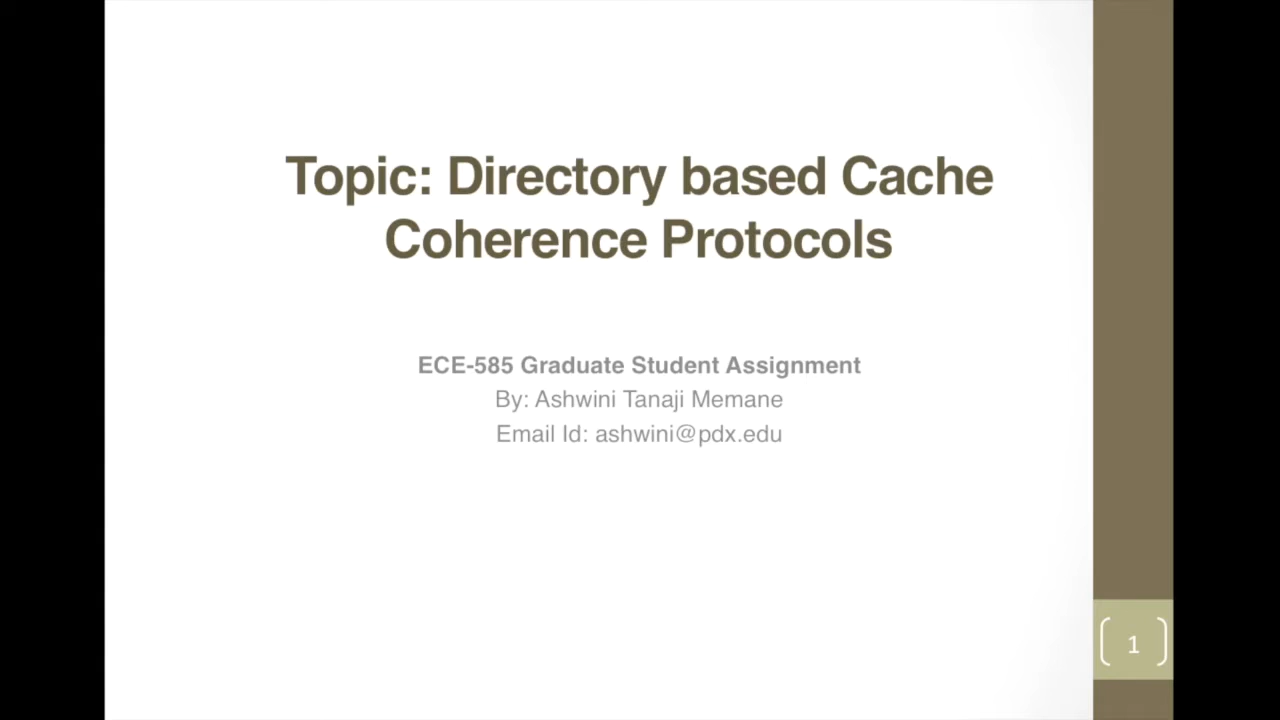 Topic: Directory based Cache
Coherence Protocols
ECE-585 Graduate Student Assignment
By: Ashwini Tanaji Memane
Email Id: ashwini@pdx.edu
1